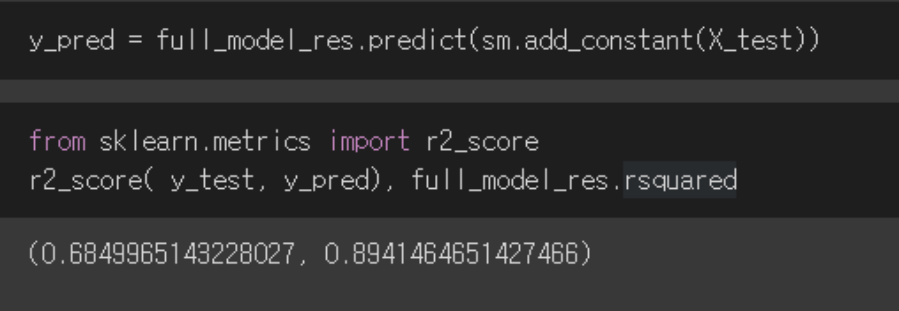 y_pred = full_model_res.predict(sm.add_constant(X_test))
from sklearn.metrics import r2_score
r2_score( y_test, y_pred), full_model_res.rsquared
(0.6849965143228027, 0.8941464651427466)